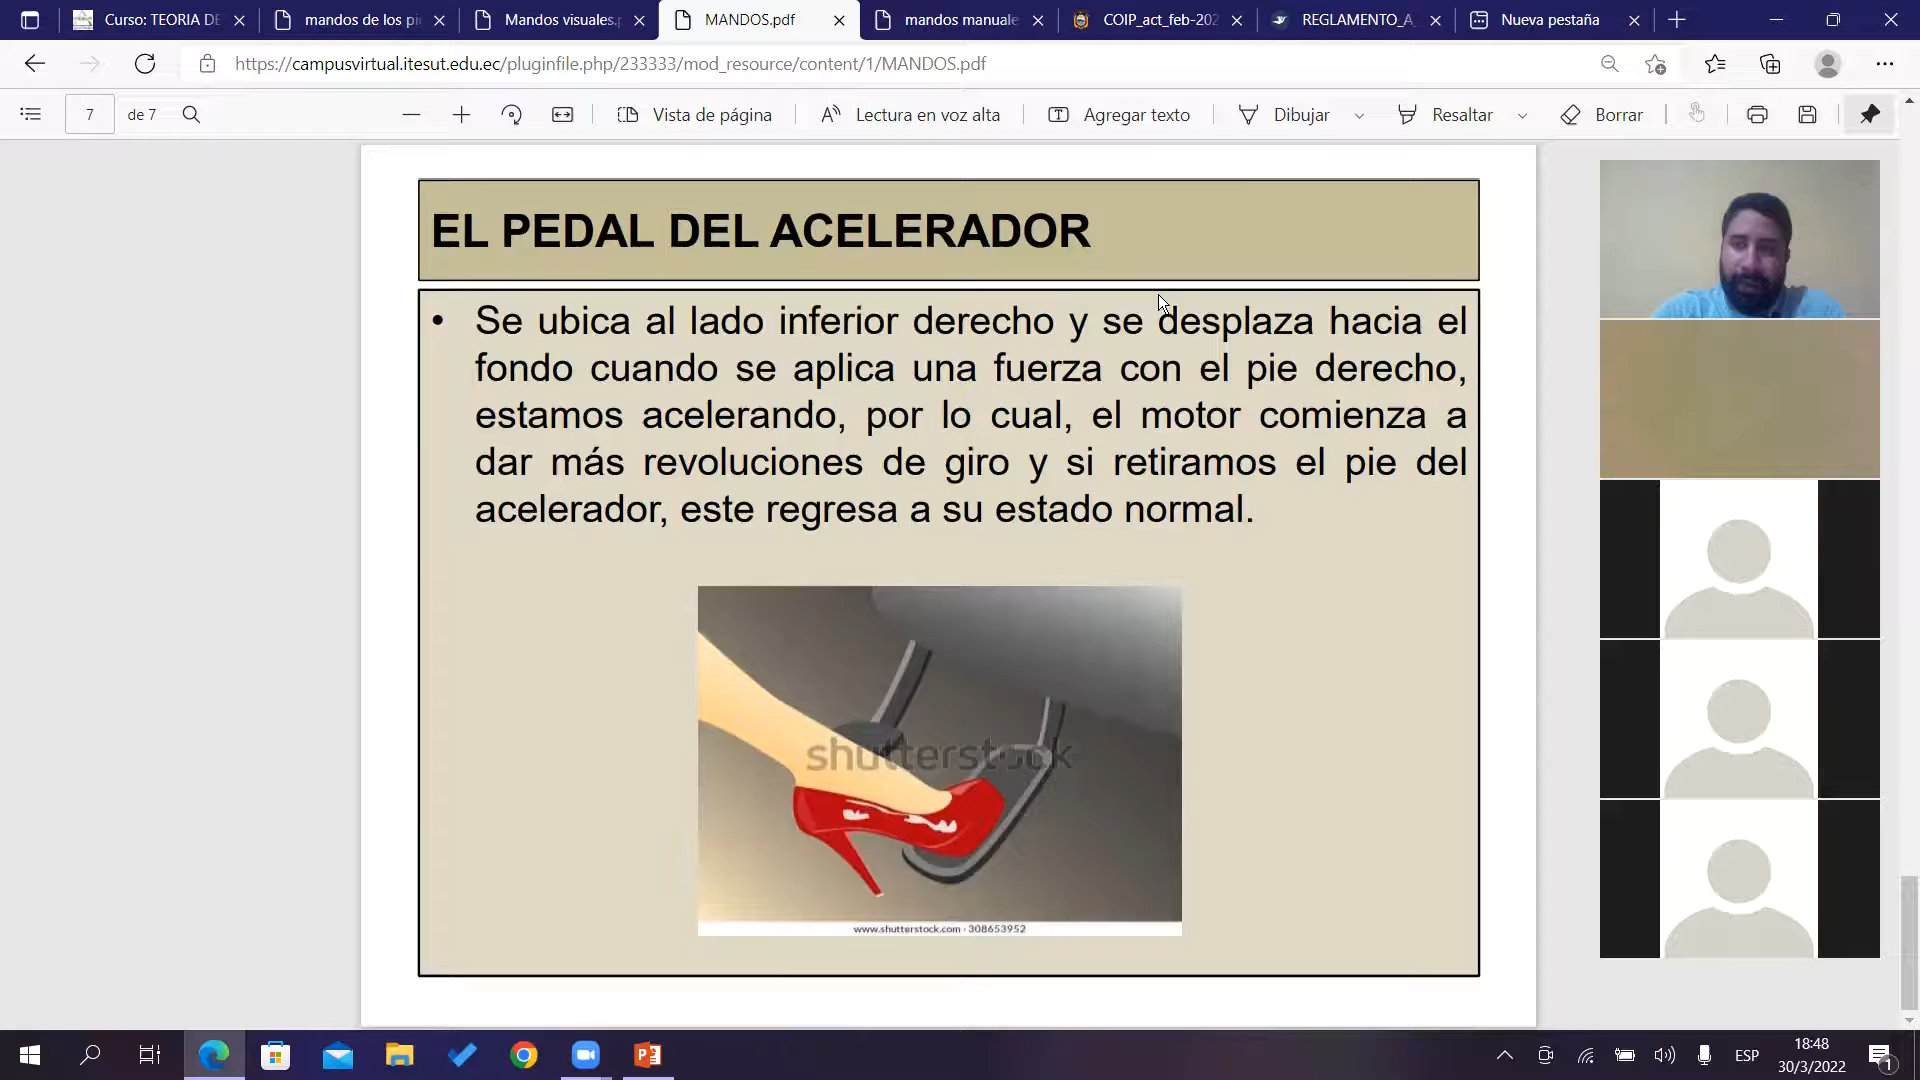 Curso: TEORIA DE
mandos de los pi
Mandos visuales.p
MANDOS.pdf
mandos manuale
COIP_act_feb-202
REGLAMENTO_A
Nueva pestaña
https://campusvirtual.itesut.edu.ec/pluginfile.php/233333/mod_resource/content/1/MANDOS.pdf
7 de 7
Vista de página
Lectura en voz alta
Agregar texto
Dibujar
Resaltar
Borrar
EL PEDAL DEL ACELERADOR
• Se ubica al lado inferior derecho y se desplaza hacia el
fondo cuando se aplica una fuerza con el pie derecho,
estamos acelerando, por lo cual, el motor comienza a
dar más revoluciones de giro y si retiramos el pie del
acelerador, este regresa a su estado normal.
shutterstock
www.shutterstock.com · 308653952
ESP
18:48
30/3/2022
1